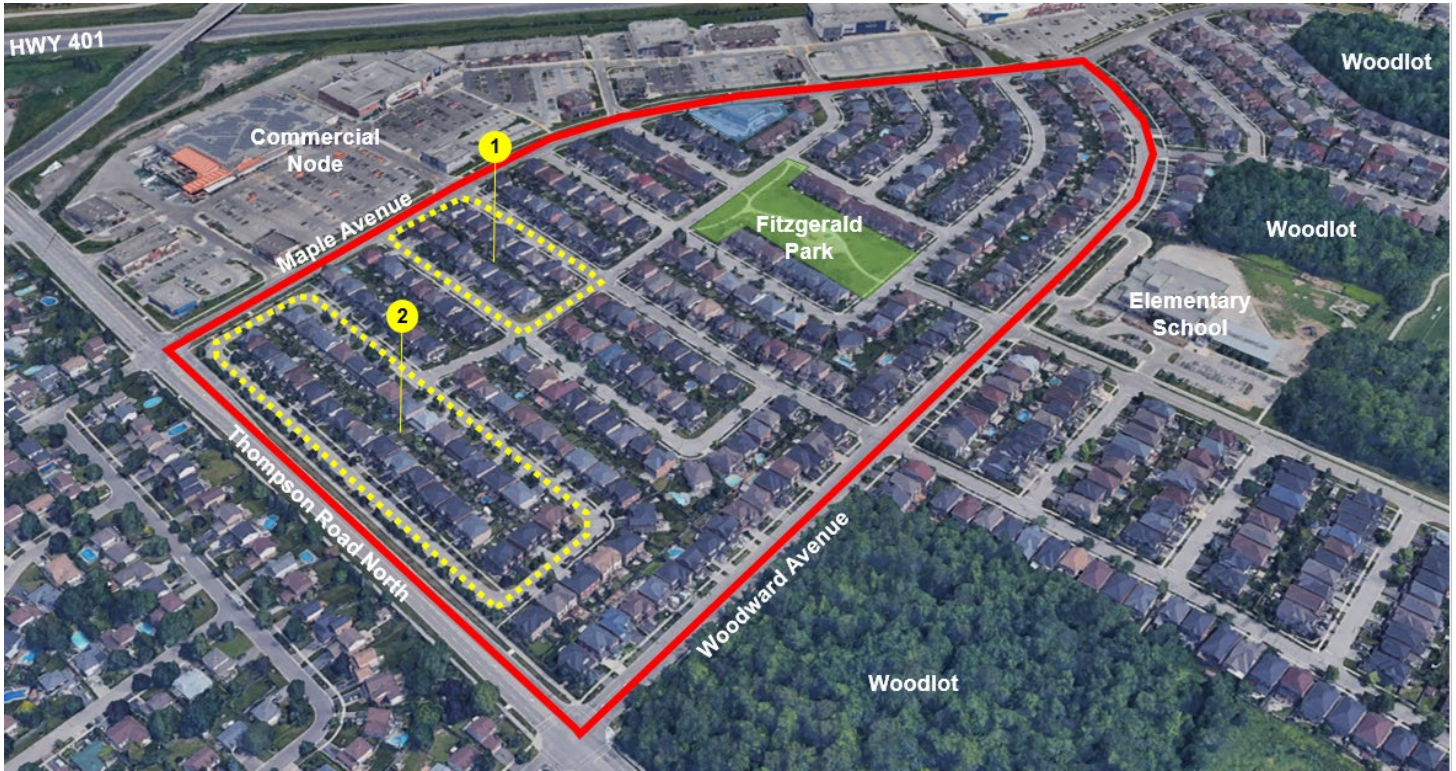 HWY 401
Woodlot
Commercial
Node
1
Maple Avenue
Fitzgerald
Park
Woodlot
Elementary
School
2
Thompson Road North
Woodward Avenue
Woodlot